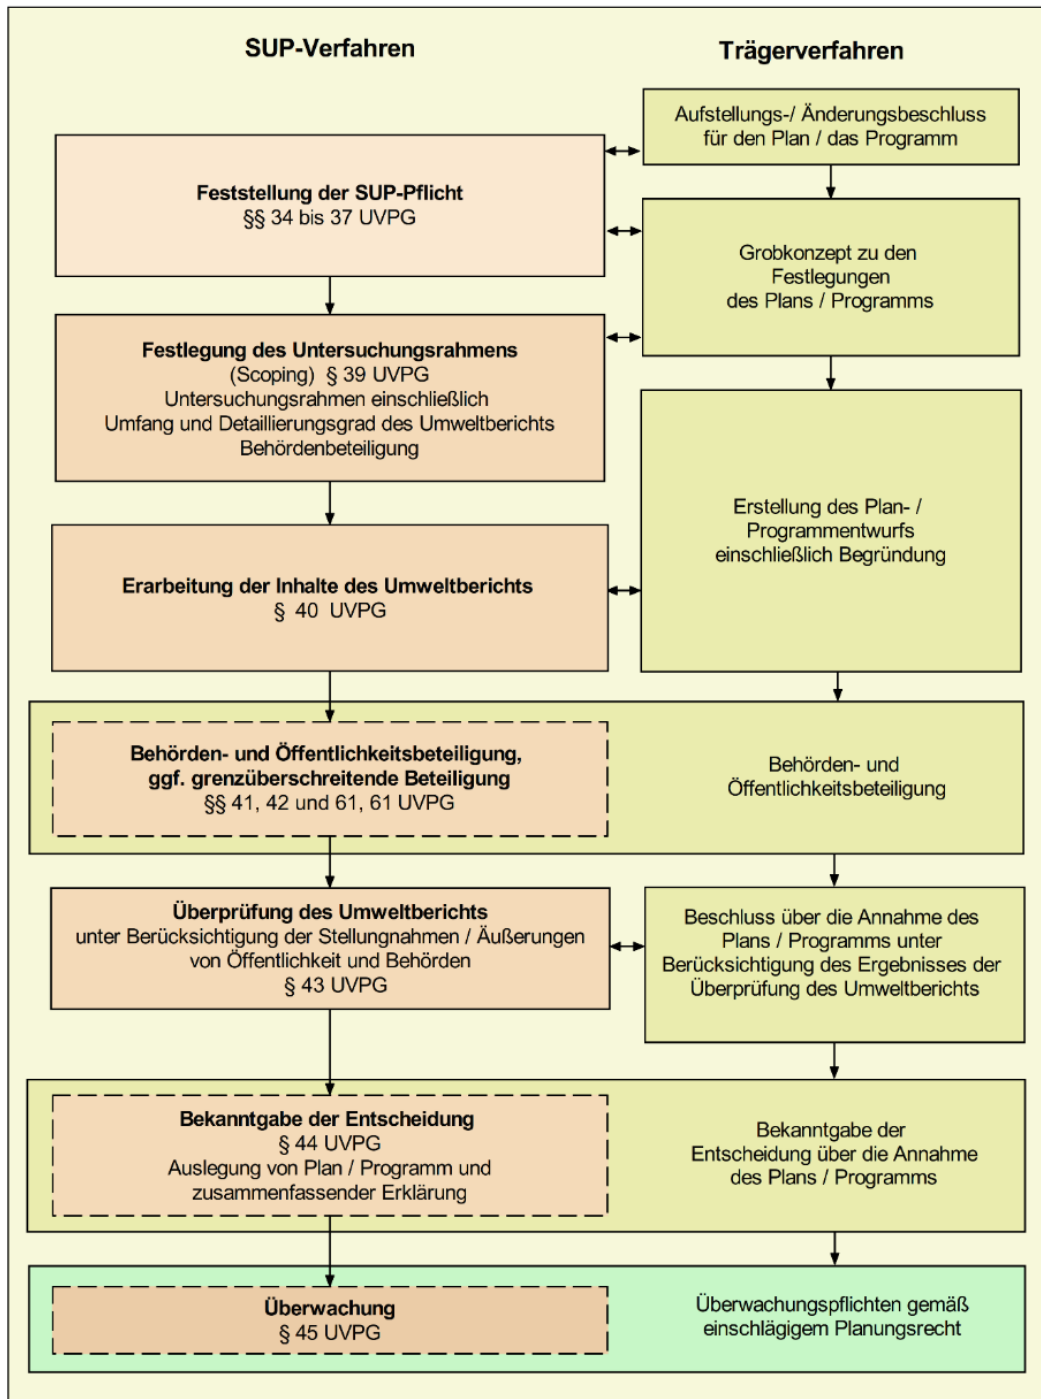 SUP-Verfahren
Trägerverfahren
Aufstellungs-/ Änderungsbeschluss
für den Plan / das Programm
Feststellung der SUP-Pflicht
§§ 34 bis 37 UVPG
Grobkonzept zu den
Festlegungen
des Plans / Programms
Festlegung des Untersuchungsrahmens
(Scoping) § 39 UVPG
Untersuchungsrahmen einschließlich
Umfang und Detaillierungsgrad des Umweltberichts
Behördenbeteiligung
Erstellung des Plan- /
Programmentwurfs
einschließlich Begründung
Erarbeitung der Inhalte des Umweltberichts
§ 40 UVPG
Behörden- und Öffentlichkeitsbeteiligung,
ggf. grenzüberschreitende Beteiligung
§§ 41, 42 und 61, 61 UVPG
Behörden- und
Öffentlichkeitsbeteiligung
Überprüfung des Umweltberichts
unter Berücksichtigung der Stellungnahmen / Äußerungen
von Öffentlichkeit und Behörden
§ 43 UVPG
Beschluss über die Annahme des
Plans / Programms unter
Berücksichtigung des Ergebnisses der
Überprüfung des Umweltberichts
Bekanntgabe der Entscheidung
§ 44 UVPG
Auslegung von Plan / Programm und
zusammenfassender Erklärung
Bekanntgabe der
Entscheidung über die Annahme
des Plans / Programms
Überwachung
§ 45 UVPG
Überwachungspflichten gemäß
einschlägigem Planungsrecht